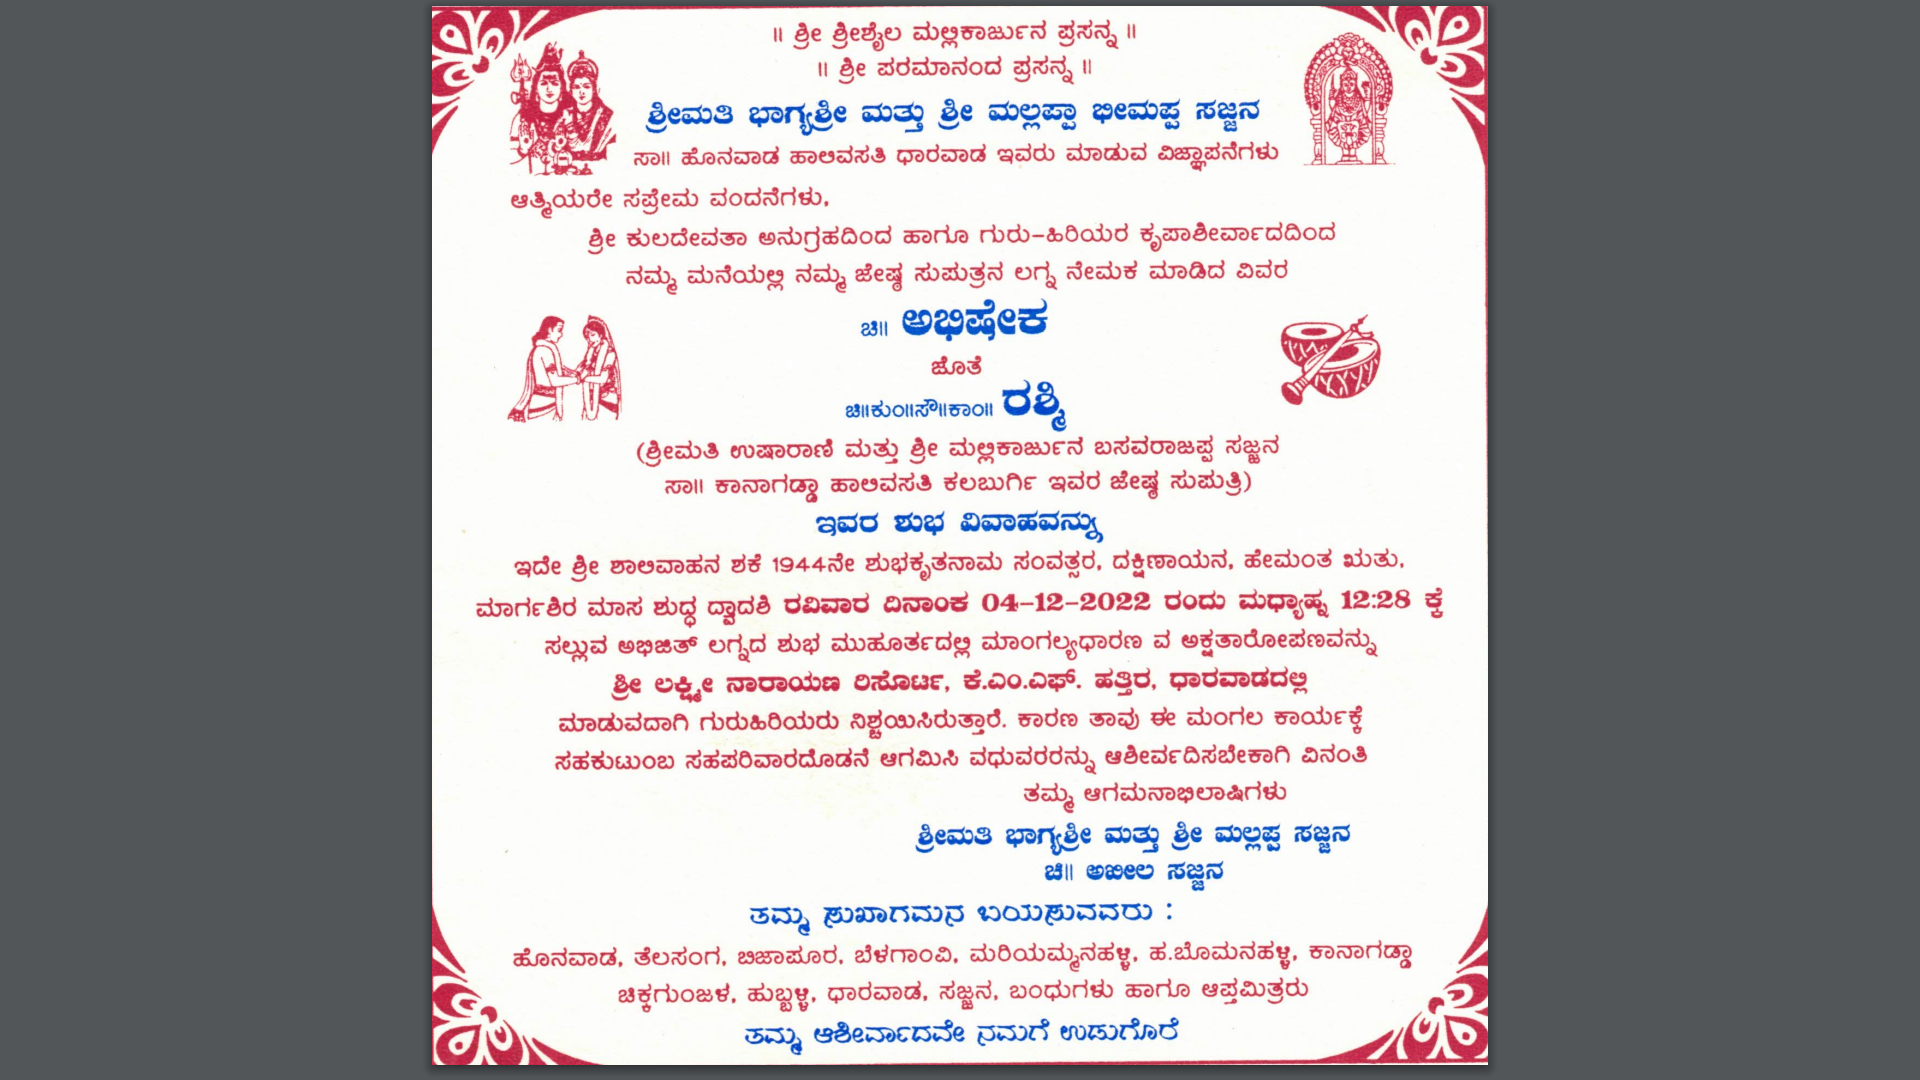 ॥ ಶ್ರೀ ಶ್ರೀಶೈಲ ಮಲ್ಲಿಕಾರ್ಜುನ ಪ್ರಸನ್ನ ॥
॥ ಶ್ರೀ ಪರಮಾನಂದ ಪ್ರಸನ್ನ ॥
ಶ್ರೀಮತಿ ಭಾಗ್ಯಶ್ರೀ ಮತ್ತು ಶ್ರೀ ಮಲ್ಲಪ್ಪಾ ಭೀಮಪ್ಪ ಸಜ್ಜನ
ಸಾ॥ ಹೊನವಾಡ ಹಾಲಿವಸತಿ ಧಾರವಾಡ ಇವರು ಮಾಡುವ ವಿಜ್ಞಾಪನೆಗಳು
ಆತ್ಮಿಯರೇ ಸಪ್ರೇಮ ವಂದನೆಗಳು,
ಶ್ರೀ ಕುಲದೇವತಾ ಅನುಗ್ರಹದಿಂದ ಹಾಗೂ ಗುರು-ಹಿರಿಯರ ಕೃಪಾಶೀರ್ವಾದದಿಂದ
ನಮ್ಮ ಮನೆಯಲ್ಲಿ ನಮ್ಮ ಜೇಷ್ಠ ಸುಪುತ್ರನ ಲಗ್ನ ನೇಮಕ ಮಾಡಿದ ವಿವರ
ಚಿ॥ ಅಭಿಷೇಕ
ಜೊತೆ
ಚಿ॥ಕುಂ॥ಸೌ॥ಕಾಂ॥ ರಶ್ಮಿ
(ಶ್ರೀಮತಿ ಉಷಾರಾಣಿ ಮತ್ತು ಶ್ರೀ ಮಲ್ಲಿಕಾರ್ಜುನ ಬಸವರಾಜಪ್ಪ ಸಜ್ಜನ
ಸಾ॥ ಕಾನಾಗಡ್ಡಾ ಹಾಲಿವಸತಿ ಕಲಬುರ್ಗಿ ಇವರ ಜೇಷ್ಠ ಸುಪುತ್ರಿ)
ಇವರ ಶುಭ ವಿವಾಹವನ್ನು
ಇದೇ ಶ್ರೀ ಶಾಲಿವಾಹನ ಶಕೆ 1944ನೇ ಶುಭಕೃತನಾಮ ಸಂವತ್ಸರ, ದಕ್ಷಿಣಾಯನ, ಹೇಮಂತ ಋತು,
ಮಾರ್ಗಶಿರ ಮಾಸ ಶುದ್ಧ ದ್ವಾದಶಿ ರವಿವಾರ ದಿನಾಂಕ 04-12-2022 ರಂದು ಮಧ್ಯಾಹ್ನ 12:28 ಕ್ಕೆ
ಸಲ್ಲುವ ಅಭಿಜಿತ್ ಲಗ್ನದ ಶುಭ ಮುಹೂರ್ತದಲ್ಲಿ ಮಾಂಗಲ್ಯಧಾರಣ ವ ಅಕ್ಷತಾರೋಪಣವನ್ನು
ಶ್ರೀ ಲಕ್ಷ್ಮೀ ನಾರಾಯಣ ರಿಸೊರ್ಟ, ಕೆ.ಎಂ.ಎಫ್. ಹತ್ತಿರ, ಧಾರವಾಡದಲ್ಲಿ
ಮಾಡುವದಾಗಿ ಗುರುಹಿರಿಯರು ನಿಶ್ಚಯಿಸಿರುತ್ತಾರೆ. ಕಾರಣ ತಾವು ಈ ಮಂಗಲ ಕಾರ್ಯಕ್ಕೆ
ಸಹಕುಟುಂಬ ಸಹಪರಿವಾರದೊಡನೆ ಆಗಮಿಸಿ ವಧುವರರನ್ನು ಆಶೀರ್ವದಿಸಬೇಕಾಗಿ ವಿನಂತಿ
ತಮ್ಮ ಆಗಮನಾಭಿಲಾಷಿಗಳು
ಶ್ರೀಮತಿ ಭಾಗ್ಯಶ್ರೀ ಮತ್ತು ಶ್ರೀ ಮಲ್ಲಪ್ಪ ಸಜ್ಜನ
ಚಿ॥ ಅಖೀಲ ಸಜ್ಜನ
ತಮ್ಮ ಸುಖಾಗಮನ ಬಯಸುವವರು :
ಹೊನವಾಡ, ತೆಲಸಂಗ, ಬಿಜಾಪೂರ, ಬೆಳಗಾಂವಿ, ಮರಿಯಮ್ಮನಹಳ್ಳಿ, ಹ.ಬೊಮನಹಳ್ಳಿ, ಕಾನಾಗಡ್ಡಾ
ಚಿಕ್ಕಗುಂಜಳ, ಹುಬ್ಬಳ್ಳಿ, ಧಾರವಾಡ, ಸಜ್ಜನ, ಬಂಧುಗಳು ಹಾಗೂ ಆಪ್ತಮಿತ್ರರು
ತಮ್ಮ ಆಶೀರ್ವಾದವೇ ನಮಗೆ ಉಡುಗೊರೆ